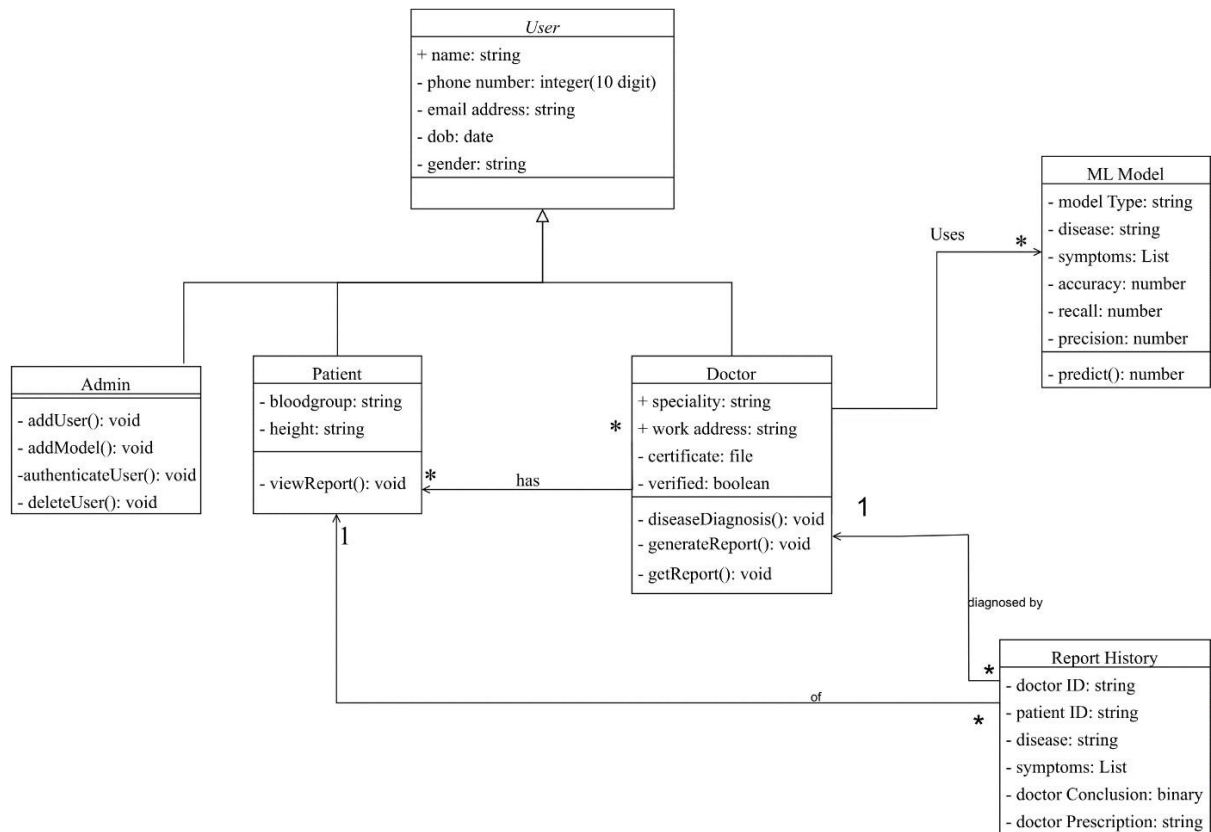 User
+ name: string
- phone number: integer(10 digit)
- email address: string
- dob: date
- gender: string
ML Model
- model Type: string
- disease: string
- symptoms: List
- accuracy: number
- recall: number
- precision: number
- predict(): number
Uses
*
Admin
- addUser(): void
- addModel(): void
-authenticateUser(): void
- deleteUser(): void
Patient
- bloodgroup: string
- height: string
- viewReport(): void
*
has
*
Doctor
+ speciality: string
+ work address: string
- certificate: file
- verified: boolean
- diseaseDiagnosis(): void
- generateReport(): void
- getReport(): void
1
1
diagnosed by
*
of
*
Report History
- doctor ID: string
- patient ID: string
- disease: string
- symptoms: List
- doctor Conclusion: binary
- doctor Prescription: string